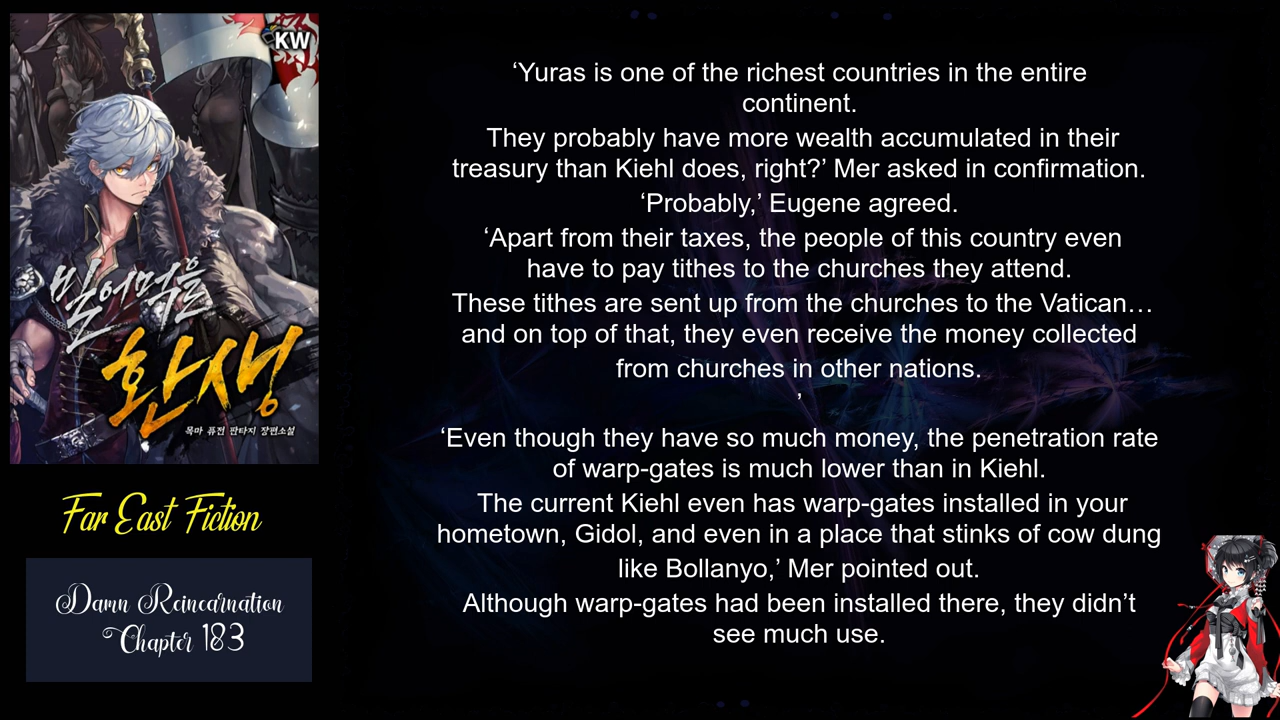 KW
빌어먹을
환생
목마 퓨전 판타지 장편소설
Far East Fiction
Damn Reincarnation
Chapter 183
‘Yuras is one of the richest countries in the entire
continent.
They probably have more wealth accumulated in their
treasury than Kiehl does, right?’ Mer asked in confirmation.
‘Probably,’ Eugene agreed.
‘Apart from their taxes, the people of this country even
have to pay tithes to the churches they attend.
These tithes are sent up from the churches to the Vatican…
and on top of that, they even receive the money collected
from churches in other nations.
’
‘Even though they have so much money, the penetration rate
of warp-gates is much lower than in Kiehl.
The current Kiehl even has warp-gates installed in your
hometown, Gidol, and even in a place that stinks of cow dung
like Bollanyo,’ Mer pointed out.
Although warp-gates had been installed there, they didn’t
see much use.